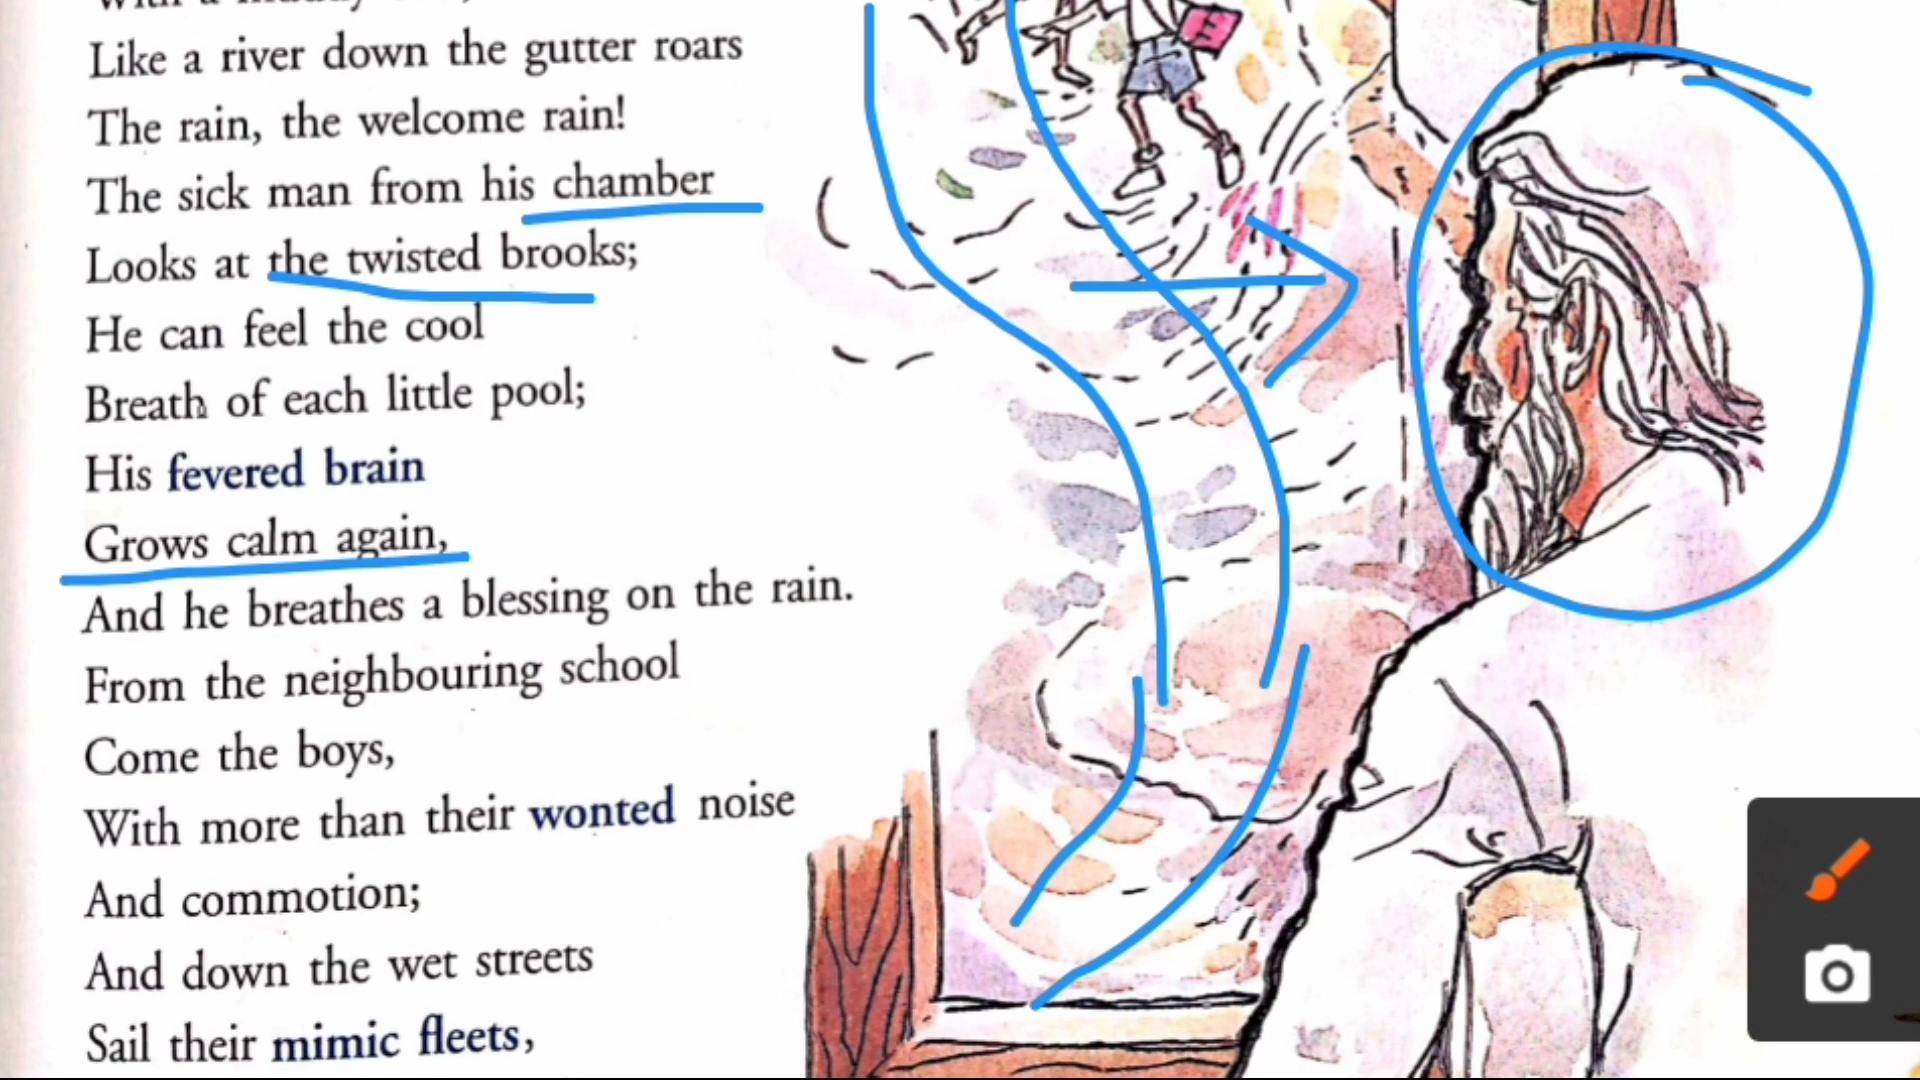 Like a river down the gutter roars
The rain, the welcome rain!
The sick man from his chamber
Looks at the twisted brooks;
He can feel the cool
Breath of each little pool;
His fevered brain
Grows calm again,
And he breathes a blessing on the rain.
From the neighbouring school
Come the boys,
With more than their wonted noise
And commotion;
And down the wet streets
Sail their mimic fleets,